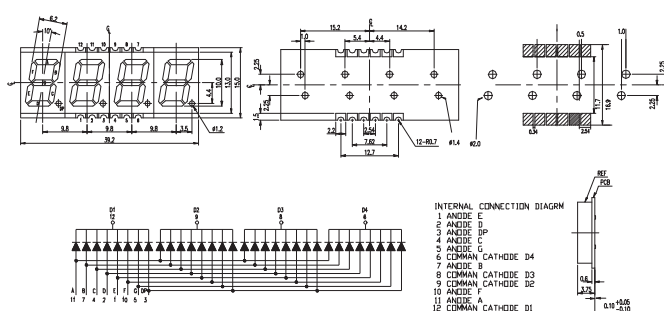 6.2
10°
12 11 10 9 8 7
A
F B
G
E C
D
DP
1 2 3 4 5 6
4.4
10.0
13.0
15.0
9.8 9.8 9.8 3.5
ø1.2
39.2
15.2 14.2
1.0
5.4 4.4
2.25
2.25
1.5
2.2
2.54
7.62
12.7
12-R0.7
ø1.4
0.5
1.0
2.25
2.25
ø2.0
11.7
16.9
0.34
2.54
D1 D2 D3 D4
12 9 8 6
A B C D E F G DP
11 7 4 2 1 10 5 3
INTERNAL CONNECTION DIAGRM
1 ANODE E
2 ANODE D
3 ANODE DP
4 ANODE C
5 ANODE G
6 COMMAN CATHODE D4
7 ANODE B
8 COMMAN CATHODE D3
9 COMMAN CATHODE D2
10 ANODE F
11 ANODE A
12 COMMAN CATHODE D1
REF
PCB
0.6
3.75
0.10 +0.05
-0.10